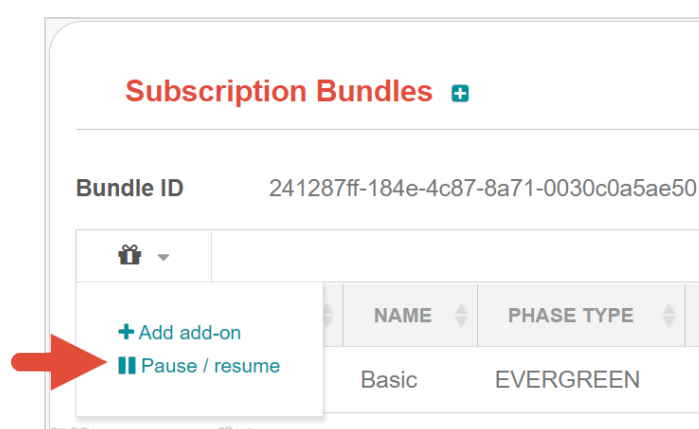 Subscription Bundles
Bundle ID 241287ff-184e-4c87-8a71-0030c0a5ae50
NAME PHASE TYPE
Add add-on
Pause / resume
Basic EVERGREEN